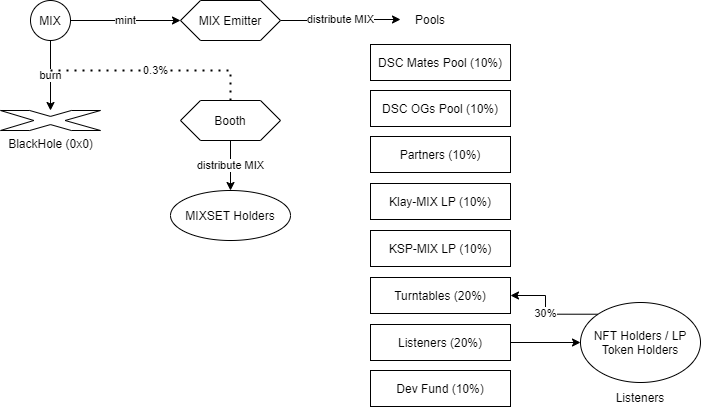 MIX
mint
MIX Emitter
distribute MIX
Pools
burn
0.3%
BlackHole (0x0)
Booth
distribute MIX
MIXSET Holders
DSC Mates Pool (10%)
DSC OGs Pool (10%)
Partners (10%)
Klay-MIX LP (10%)
KSP-MIX LP (10%)
Turntables (20%)
30%
Listeners (20%)
NFT Holders / LP
Token Holders
Listeners
Dev Fund (10%)